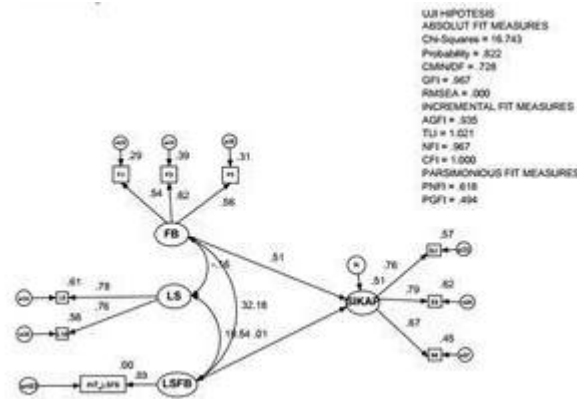 UJI HIPOTESIS
ABSOLUT FIT MEASURES
Chi-Squares = 16.743
Probability = .822
CMIN/DF = .728
GFI = .967
RMSEA = .000
INCREMENTAL FIT MEASURES
AGFI = .935
TLI = 1.021
NFI = .967
CFI = 1.000
PARSIMONIOUS FIT MEASURES
PNFI = .618
PGFI = .494
.29
.39
.31
.54
.62
.56
FB
.51
.57
.76
.61
.78
LS
.51
SIKAP
.79
.62
.58
.76
32.18
.67
.45
.01
.00
.03
LSFB